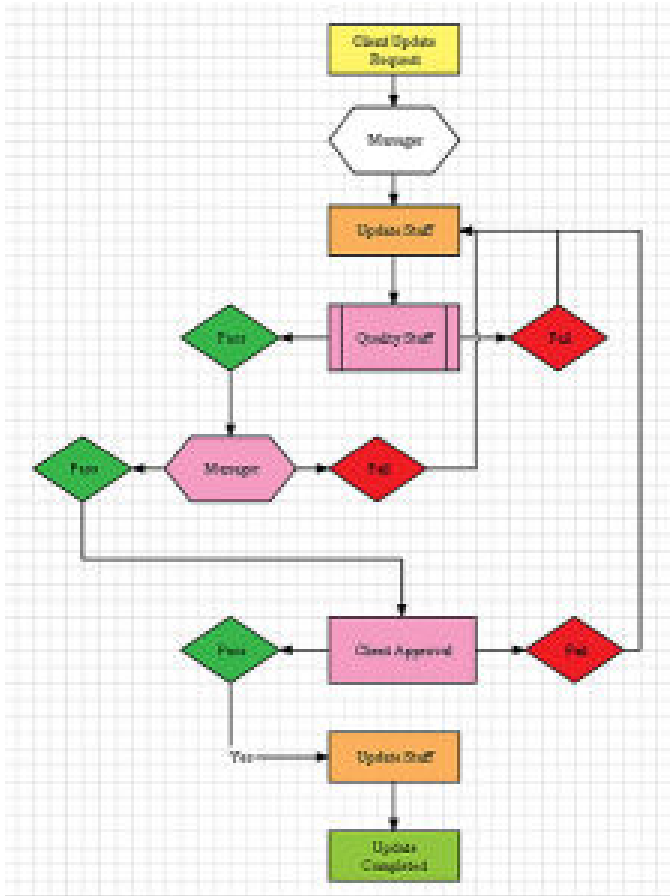 Client Update
Request
Manager
Update Staff
Pass
Quality Staff
Fail
Pass
Manager
Fail
Pass
Client Approval
Fail
Yes
Update Staff
Update
Completed